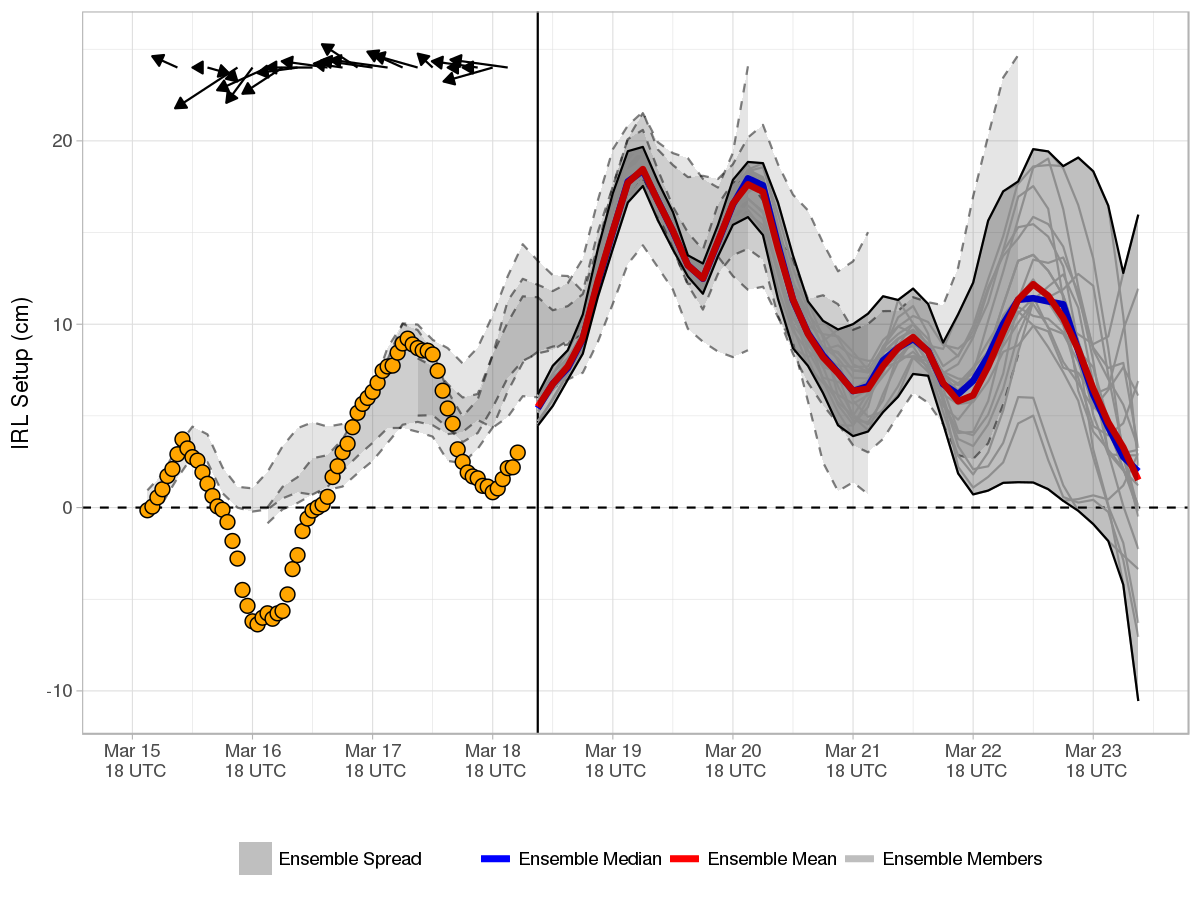 IRL Setup (cm)
20
10
0
-10
Mar 15 Mar 16 Mar 17 Mar 18 Mar 19 Mar 20 Mar 21 Mar 22 Mar 23
18 UTC 18 UTC 18 UTC 18 UTC 18 UTC 18 UTC 18 UTC 18 UTC 18 UTC
Ensemble Spread Ensemble Median Ensemble Mean Ensemble Members